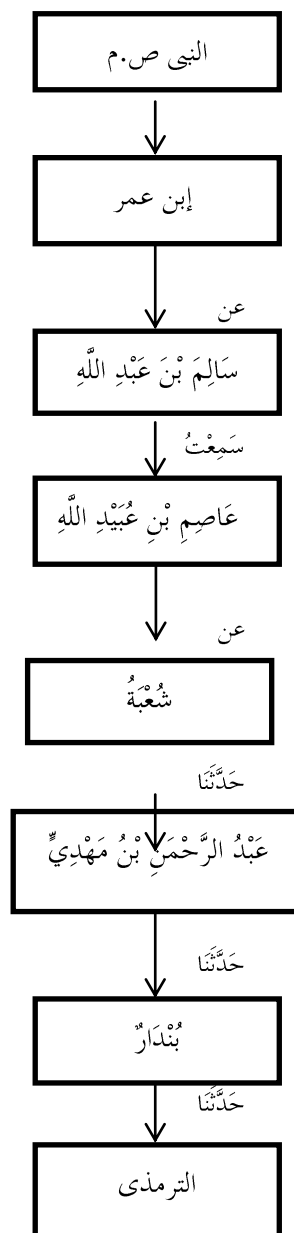 النبى ص.م
إبن عمر
عن
سَالِمَ بْنَ عَبْدِ اللَّهِ
سَمِعْتُ
عَاصِمِ بْنِ عُبَيْدِ اللَّهِ
عن
شُعْبَةُ
حَدَّثَنَا
عَبْدُ الرَّحْمَنِ بْنُ مَهْدِيٍّ
حَدَّثَنَا
بُنْدَارٌ
حَدَّثَنَا
الترمذى